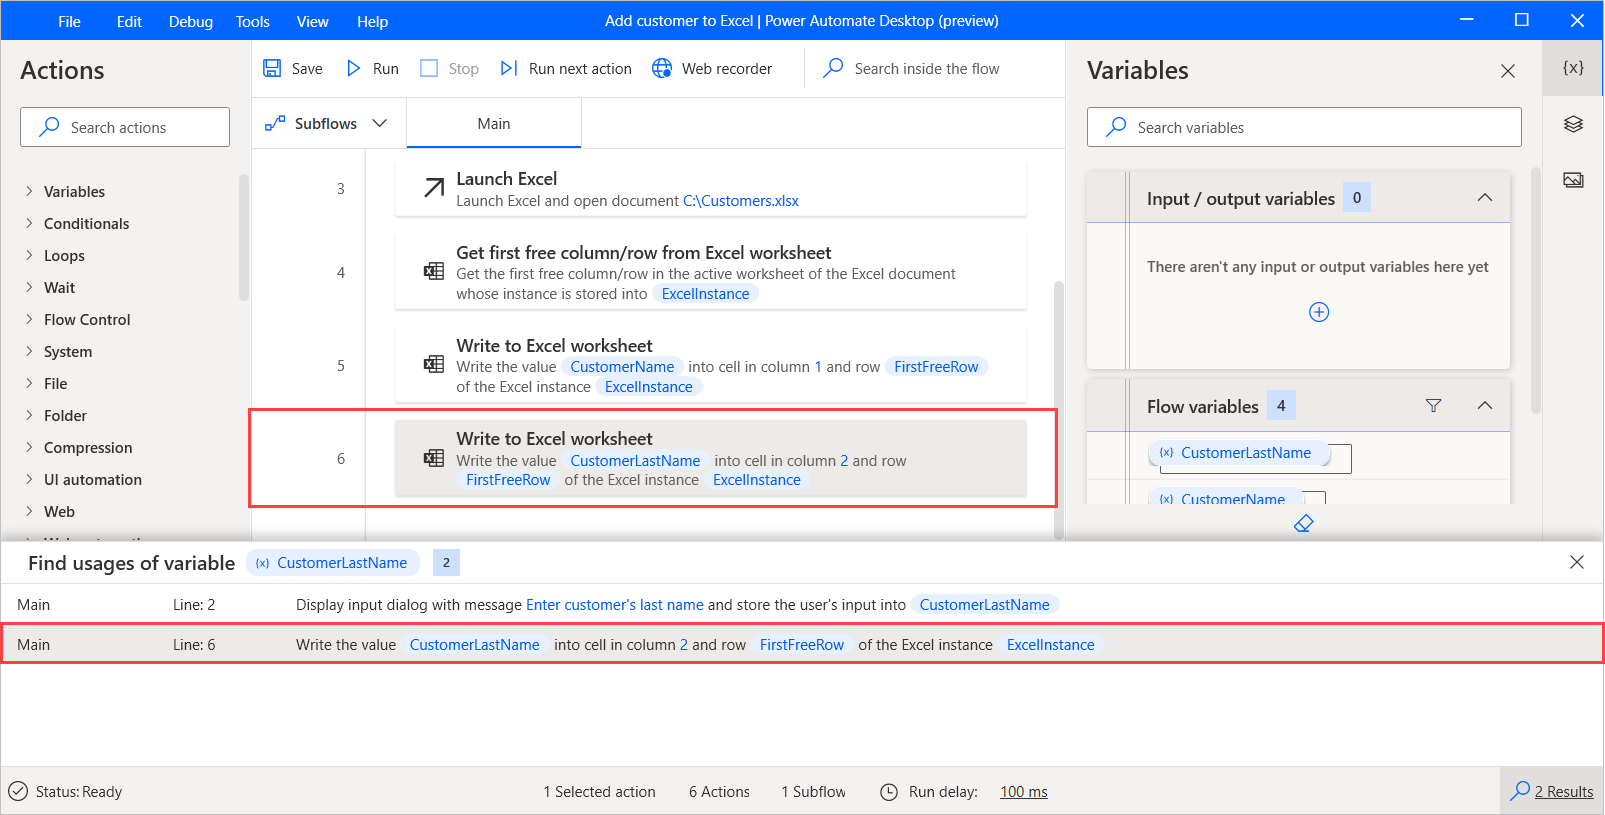 File Edit Debug Tools View Help Add customer to Excel | Power Automate Desktop (preview)
Actions
Search actions
Variables
Conditionals
Loops
Wait
Flow Control
System
File
Folder
Compression
UI automation
Web
Save Run Stop Run next action Web recorder Search inside the flow
Subflows Main
3 Launch Excel
Launch Excel and open document C:\Customers.xlsx
4 Get first free column/row from Excel worksheet
Get the first free column/row in the active worksheet of the Excel document
whose instance is stored into ExcelInstance
5 Write to Excel worksheet
Write the value CustomerName into cell in column 1 and row FirstFreeRow
of the Excel instance ExcelInstance
6 Write to Excel worksheet
Write the value CustomerLastName into cell in column 2 and row
FirstFreeRow of the Excel instance ExcelInstance
Variables
{x}
Search variables
Input / output variables 0
There aren't any input or output variables here yet
Flow variables 4
{x} CustomerLastName
{x} CustomerName
Find usages of variable {x} CustomerLastName 2
Main Line: 2 Display input dialog with message Enter customer's last name and store the user's input into CustomerLastName
Main Line: 6 Write the value CustomerLastName into cell in column 2 and row FirstFreeRow of the Excel instance ExcelInstance
Status: Ready 1 Selected action 6 Actions 1 Subflow Run delay: 100 ms 2 Results